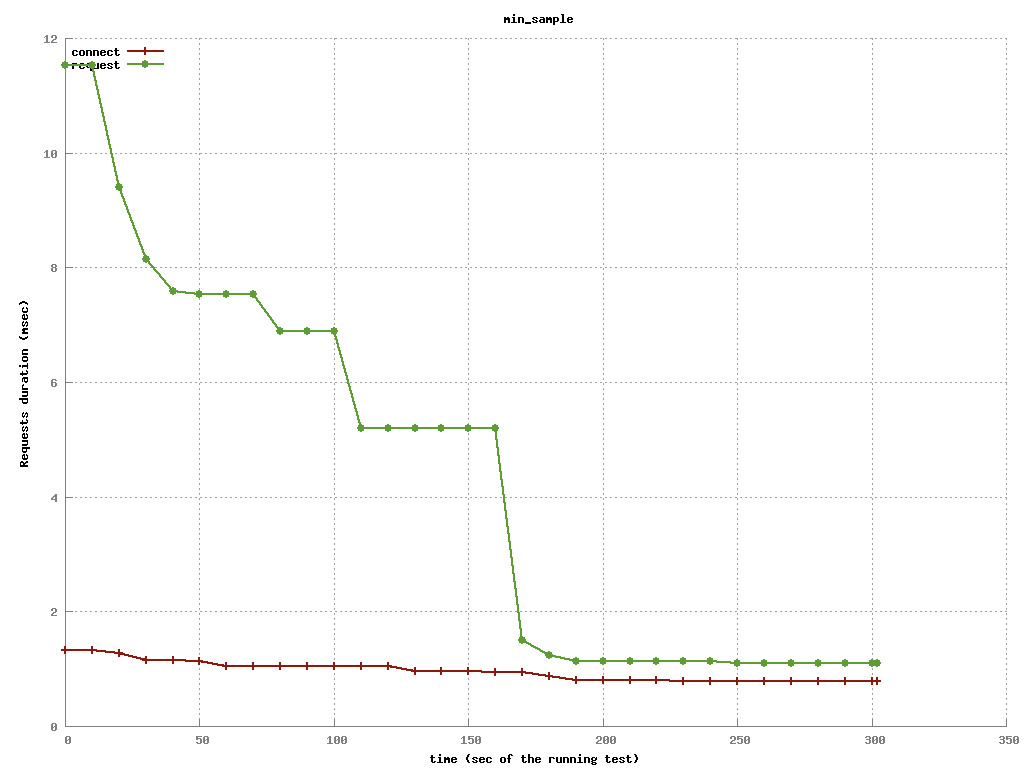 min_sample
connect
request
12
10
8
6
4
2
0
Requests duration (msec)
0 50 100 150 200 250 300 350
time (sec of the running test)